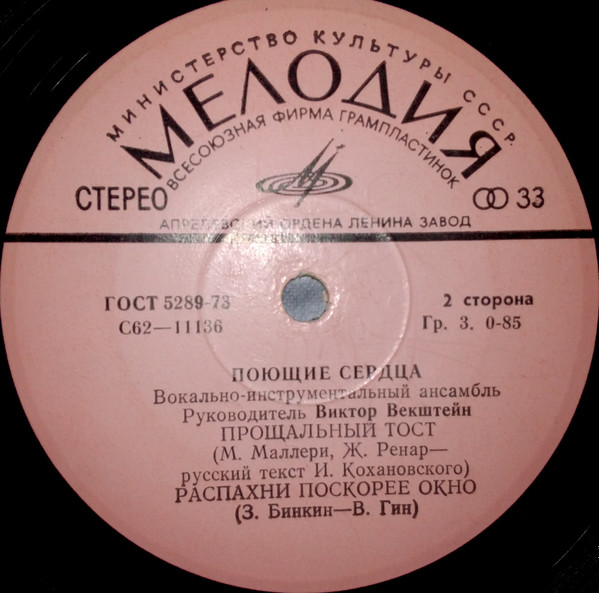 МИНИСТЕРСТВО КУЛЬТУРЫ СССР.
МЕЛОДИЯ
ВСЕСОЮЗНАЯ ФИРМА ГРАМПЛАСТИНОК
СТЕРЕО 33
АПРЕЛЕВСКИЙ ОРДЕНА ЛЕНИНА ЗАВОД
ГОСТ 5289-73 2 сторона
С62—11136 Гр. 3. 0-85
ПОЮЩИЕ СЕРДЦА
Вокально-инструментальный ансамбль
Руководитель Виктор Векштейн
ПРОЩАЛЬНЫЙ ТОСТ
(М. Маллери, Ж. Ренар—
русский текст И. Кохановского)
РАСПАХНИ ПОСКОРЕЕ ОКНО
(З. Бинкин—В. Гин)